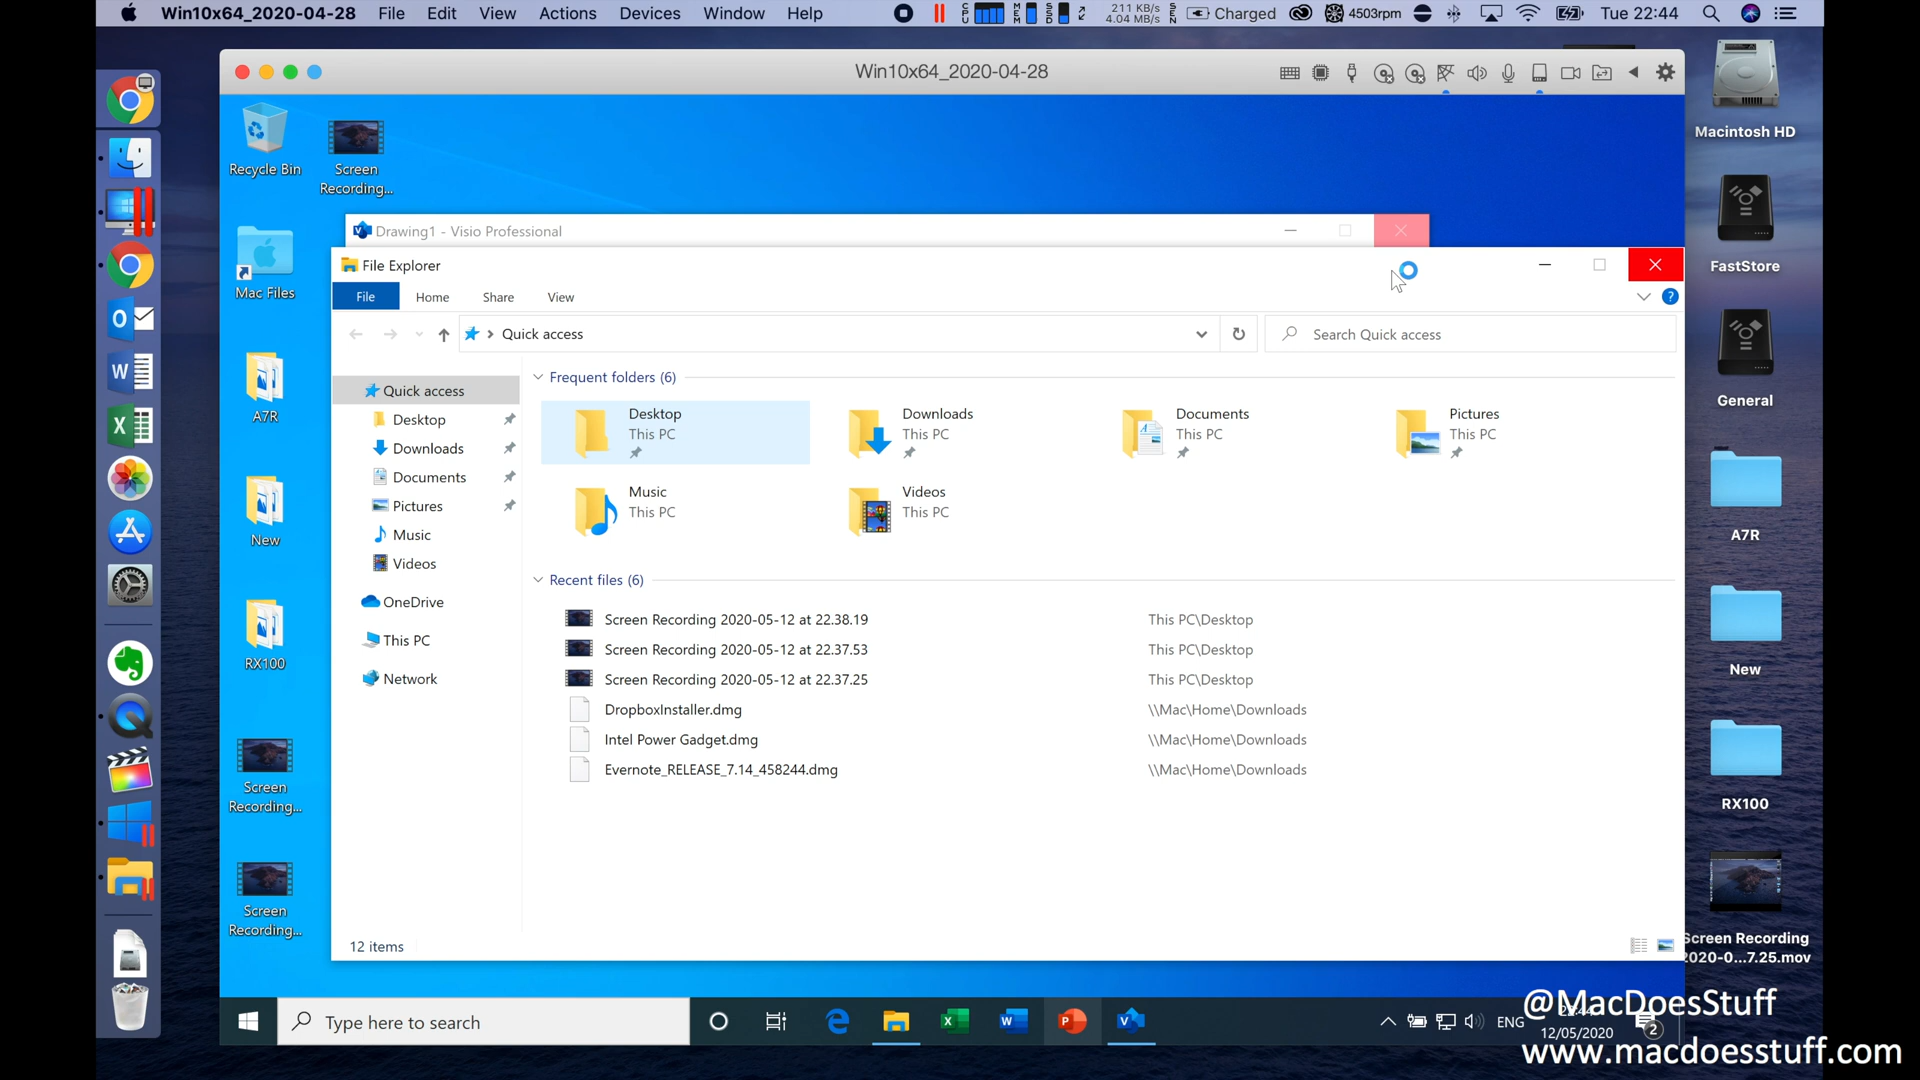 Win10x64_2020-04-28 File Edit View Actions Devices Window Help
CPU MEM SSD 211 KB/s 4.04 MB/s SEN Charged 4503rpm Tue 22:44
Win10x64_2020-04-28
Recycle Bin
Screen
Recording...
Mac Files
A7R
New
RX100
Screen
Recording...
Screen
Recording...
Drawing1 - Visio Professional
File Explorer
File Home Share View
Quick access
Search Quick access
Quick access
Desktop
Downloads
Documents
Pictures
Music
Videos
OneDrive
This PC
Network
Frequent folders (6)
Desktop
This PC
Downloads
This PC
Documents
This PC
Pictures
This PC
Music
This PC
Videos
This PC
Recent files (6)
Screen Recording 2020-05-12 at 22.38.19 This PC\Desktop
Screen Recording 2020-05-12 at 22.37.53 This PC\Desktop
Screen Recording 2020-05-12 at 22.37.25 This PC\Desktop
DropboxInstaller.dmg \\Mac\Home\Downloads
Intel Power Gadget.dmg \\Mac\Home\Downloads
Evernote_RELEASE_7.14_458244.dmg \\Mac\Home\Downloads
12 items
Macintosh HD
FastStore
General
A7R
New
RX100
Screen Recording
2020-0...7.25.mov
Type here to search
ENG
12/05/2020
2
@MacDoesStuff
www.macdoesstuff.com